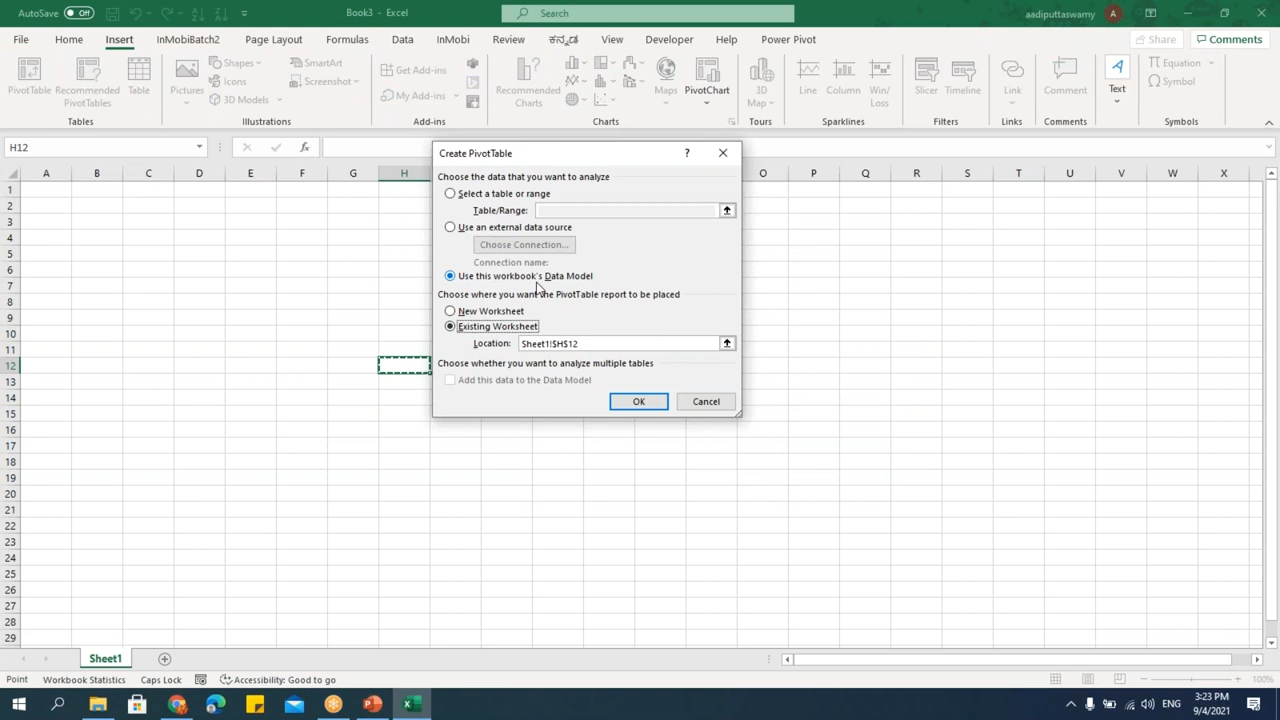 AutoSave Off Book3 - Excel Search aadiputtaswamy A
File Home Insert InMobiBatch2 Page Layout Formulas Data InMobi Review ಕನ್ನಡ View Developer Help Power Pivot Share Comments
PivotTable Recommended PivotTables Table Pictures Shapes Icons 3D Models SmartArt Screenshot Get Add-ins My Add-ins Recommended Charts Maps PivotChart 3D Map Line Column Win/Loss Slicer Timeline Link Comment Text Equation Symbol
Tables Illustrations Add-ins Charts Tours Sparklines Filters Links Comments Symbols
H12 fx
Create PivotTable ?
A B C D E F G H O P Q R S T U V W X
Choose the data that you want to analyze
Select a table or range
Table/Range:
Use an external data source
Choose Connection...
Connection name:
Use this workbook's Data Model
Choose where you want the PivotTable report to be placed
New Worksheet
Existing Worksheet
Location: Sheet1!$H$12
Choose whether you want to analyze multiple tables
Add this data to the Data Model
OK Cancel
1
2
3
4
5
6
7
8
9
10
11
12
13
14
15
16
17
18
19
20
21
22
23
24
25
26
27
28
29
Sheet1
Point Workbook Statistics Caps Lock Accessibility: Good to go 100%
ENG 3:23 PM
9/4/2021